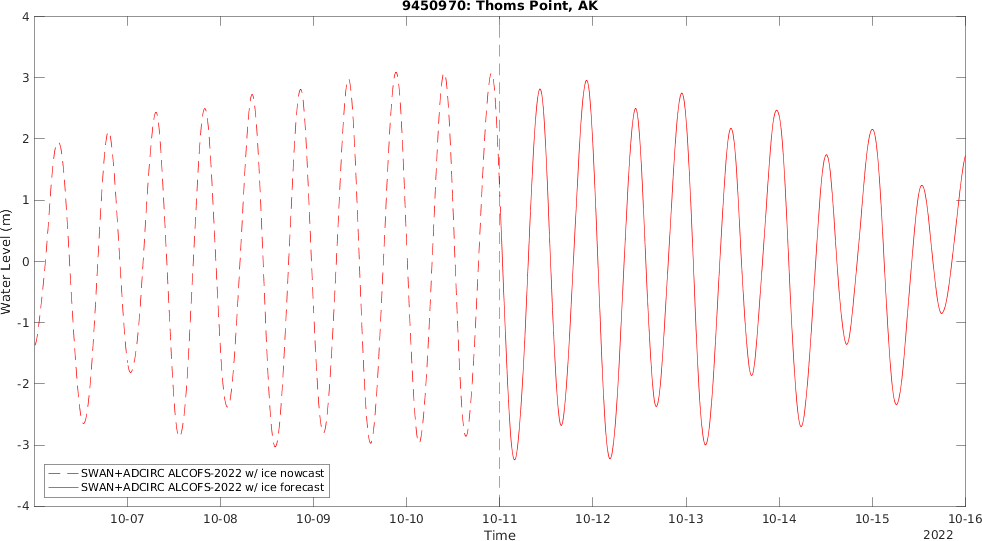 9450970: Thoms Point, AK
4
3
2
1
0
-1
-2
-3
-4
Water Level (m)
SWAN+ADCIRC ALCOFS-2022 w/ ice nowcast
SWAN+ADCIRC ALCOFS-2022 w/ ice forecast
10-07 10-08 10-09 10-10 10-11 10-12 10-13 10-14 10-15 10-16
Time
2022